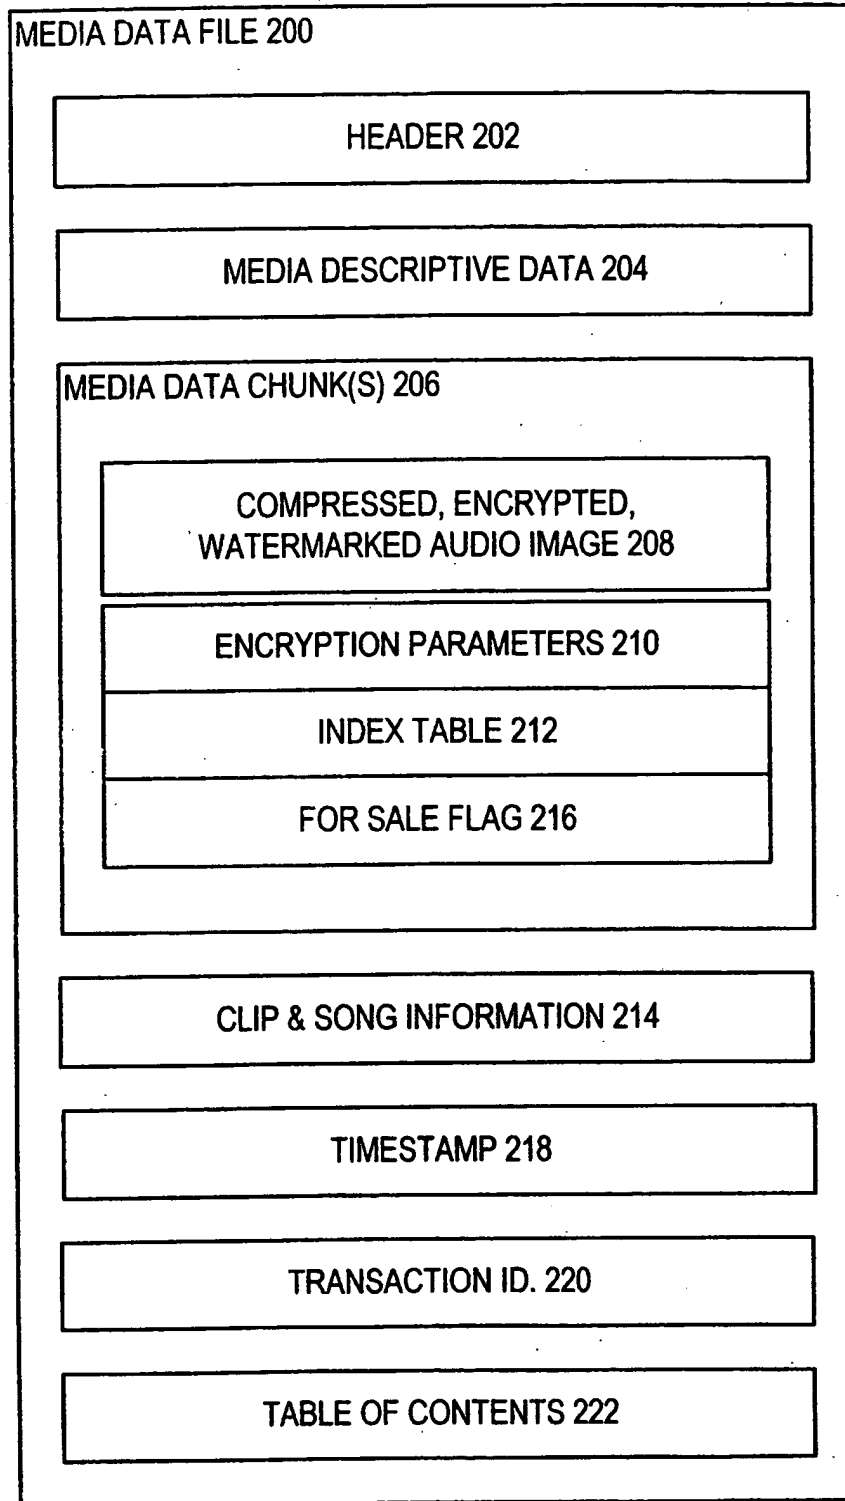 MEDIA DATA FILE 200
HEADER 202
MEDIA DESCRIPTIVE DATA 204
MEDIA DATA CHUNK(S) 206
COMPRESSED, ENCRYPTED,
WATERMARKED AUDIO IMAGE 208
ENCRYPTION PARAMETERS 210
INDEX TABLE 212
FOR SALE FLAG 216
CLIP & SONG INFORMATION 214
TIMESTAMP 218
TRANSACTION ID. 220
TABLE OF CONTENTS 222